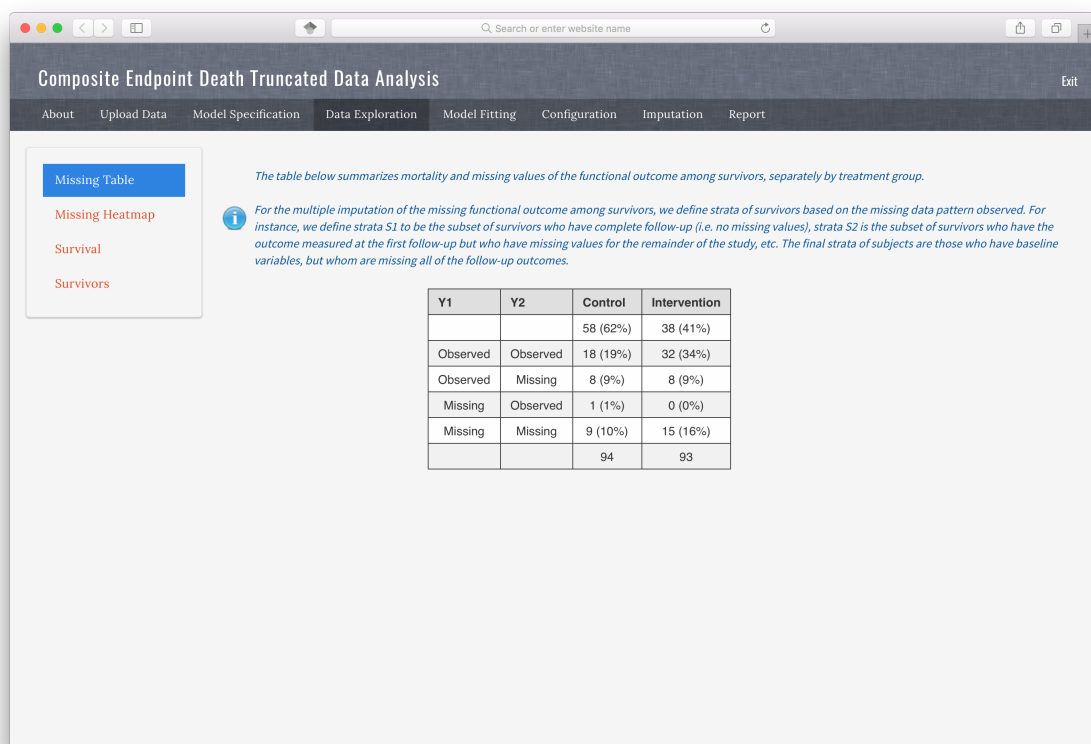 Search or enter website name
Composite Endpoint Death Truncated Data Analysis
Exit
About Upload Data Model Specification Data Exploration Model Fitting Configuration Imputation Report
Missing Table
Missing Heatmap
Survival
Survivors
The table below summarizes mortality and missing values of the functional outcome among survivors, separately by treatment group.
For the multiple imputation of the missing functional outcome among survivors, we define strata of survivors based on the missing data pattern observed. For
instance, we define strata S1 to be the subset of survivors who have complete follow-up (i.e. no missing values), strata S2 is the subset of survivors who have the
outcome measured at the first follow-up but who have missing values for the remainder of the study, etc. The final strata of subjects are those who have baseline
variables, but whom are missing all of the follow-up outcomes.
Y1 Y2 Control Intervention
58 (62%) 38 (41%)
Observed Observed 18 (19%) 32 (34%)
Observed Missing 8 (9%) 8 (9%)
Missing Observed 1 (1%) 0 (0%)
Missing Missing 9 (10%) 15 (16%)
94 93